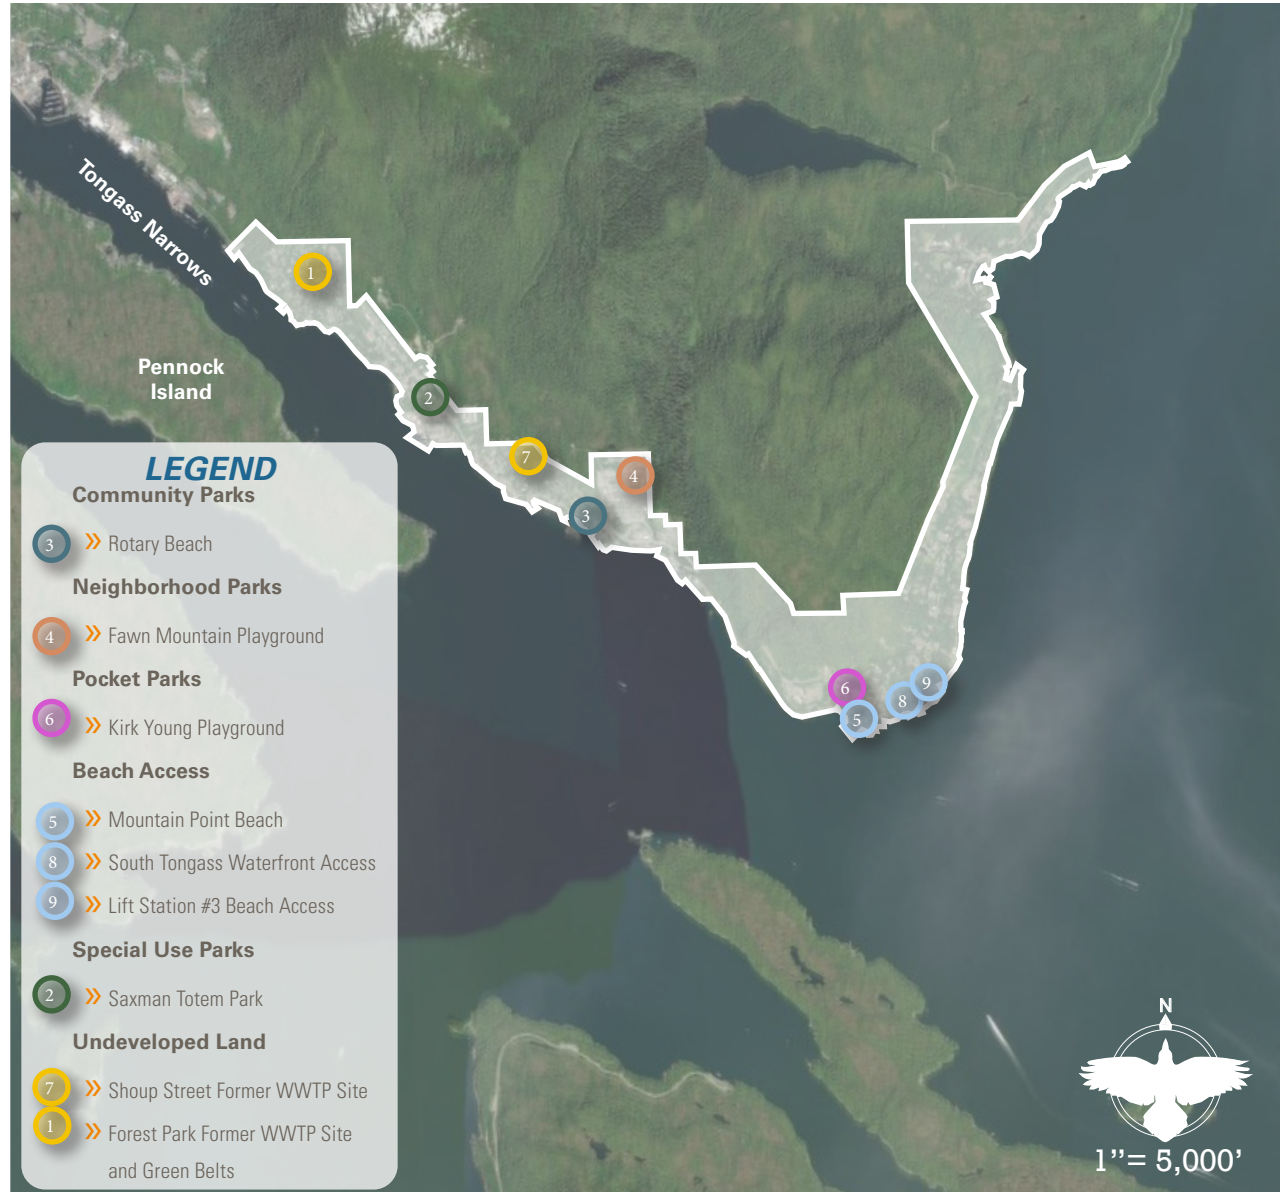 Tongass Narrows
Pennock
Island
1
2
7
4
3
6
5
8
9
LEGEND
Community Parks
3 » Rotary Beach
Neighborhood Parks
4 » Fawn Mountain Playground
Pocket Parks
6 » Kirk Young Playground
Beach Access
5 » Mountain Point Beach
8 » South Tongass Waterfront Access
9 » Lift Station #3 Beach Access
Special Use Parks
2 » Saxman Totem Park
Undeveloped Land
7 » Shoup Street Former WWTP Site
1 » Forest Park Former WWTP Site
and Green Belts
N
1’’= 5,000’